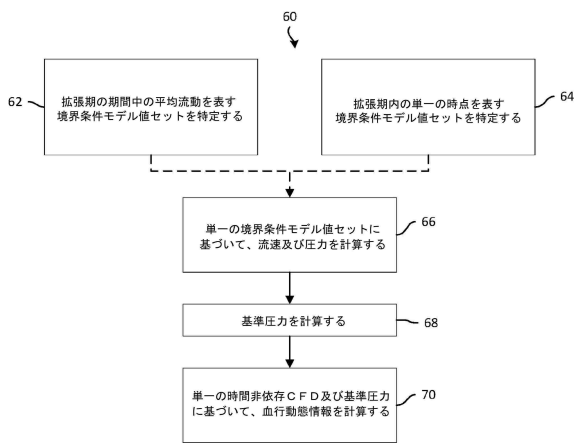 60
62
拡張期の期間中の平均流動を表す
境界条件モデル値セットを特定する
拡張期内の単一の時点を表す
境界条件モデル値セットを特定する
64
単一の境界条件モデル値セットに
基づいて、流速及び圧力を計算する
66
基準圧力を計算する
68
単一の時間非依存ＣＦＤ及び基準圧力
に基づいて、血行動態情報を計算する
70